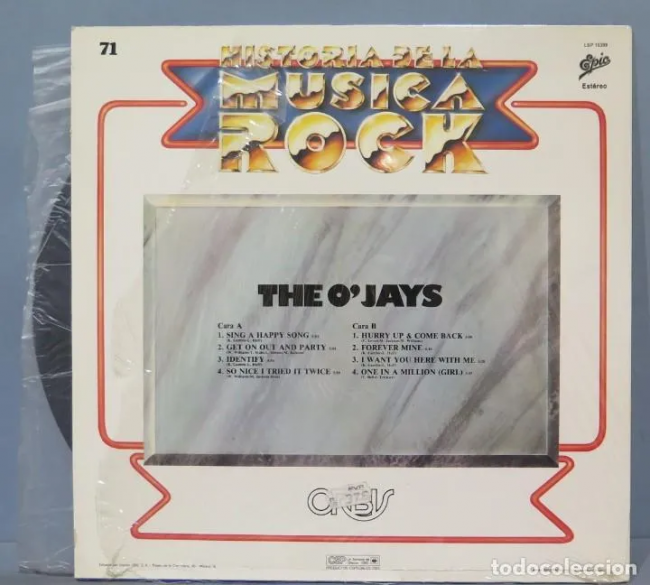 71
HISTORIA DE LA
MUSICA
ROCK
Epic
Estéreo
THE O'JAYS
Cara A
1. SING A HAPPY SONG
2. GET ON OUT AND PARTY
3. IDENTIFY
4. SO NICE I TRIED IT TWICE
Cara B
1. HURRY UP & COME BACK
2. FOREVER MINE
3. I WANT YOU HERE WITH ME
4. ONE IN A MILLION (GIRL)
ORBIS
todocoleccion.net